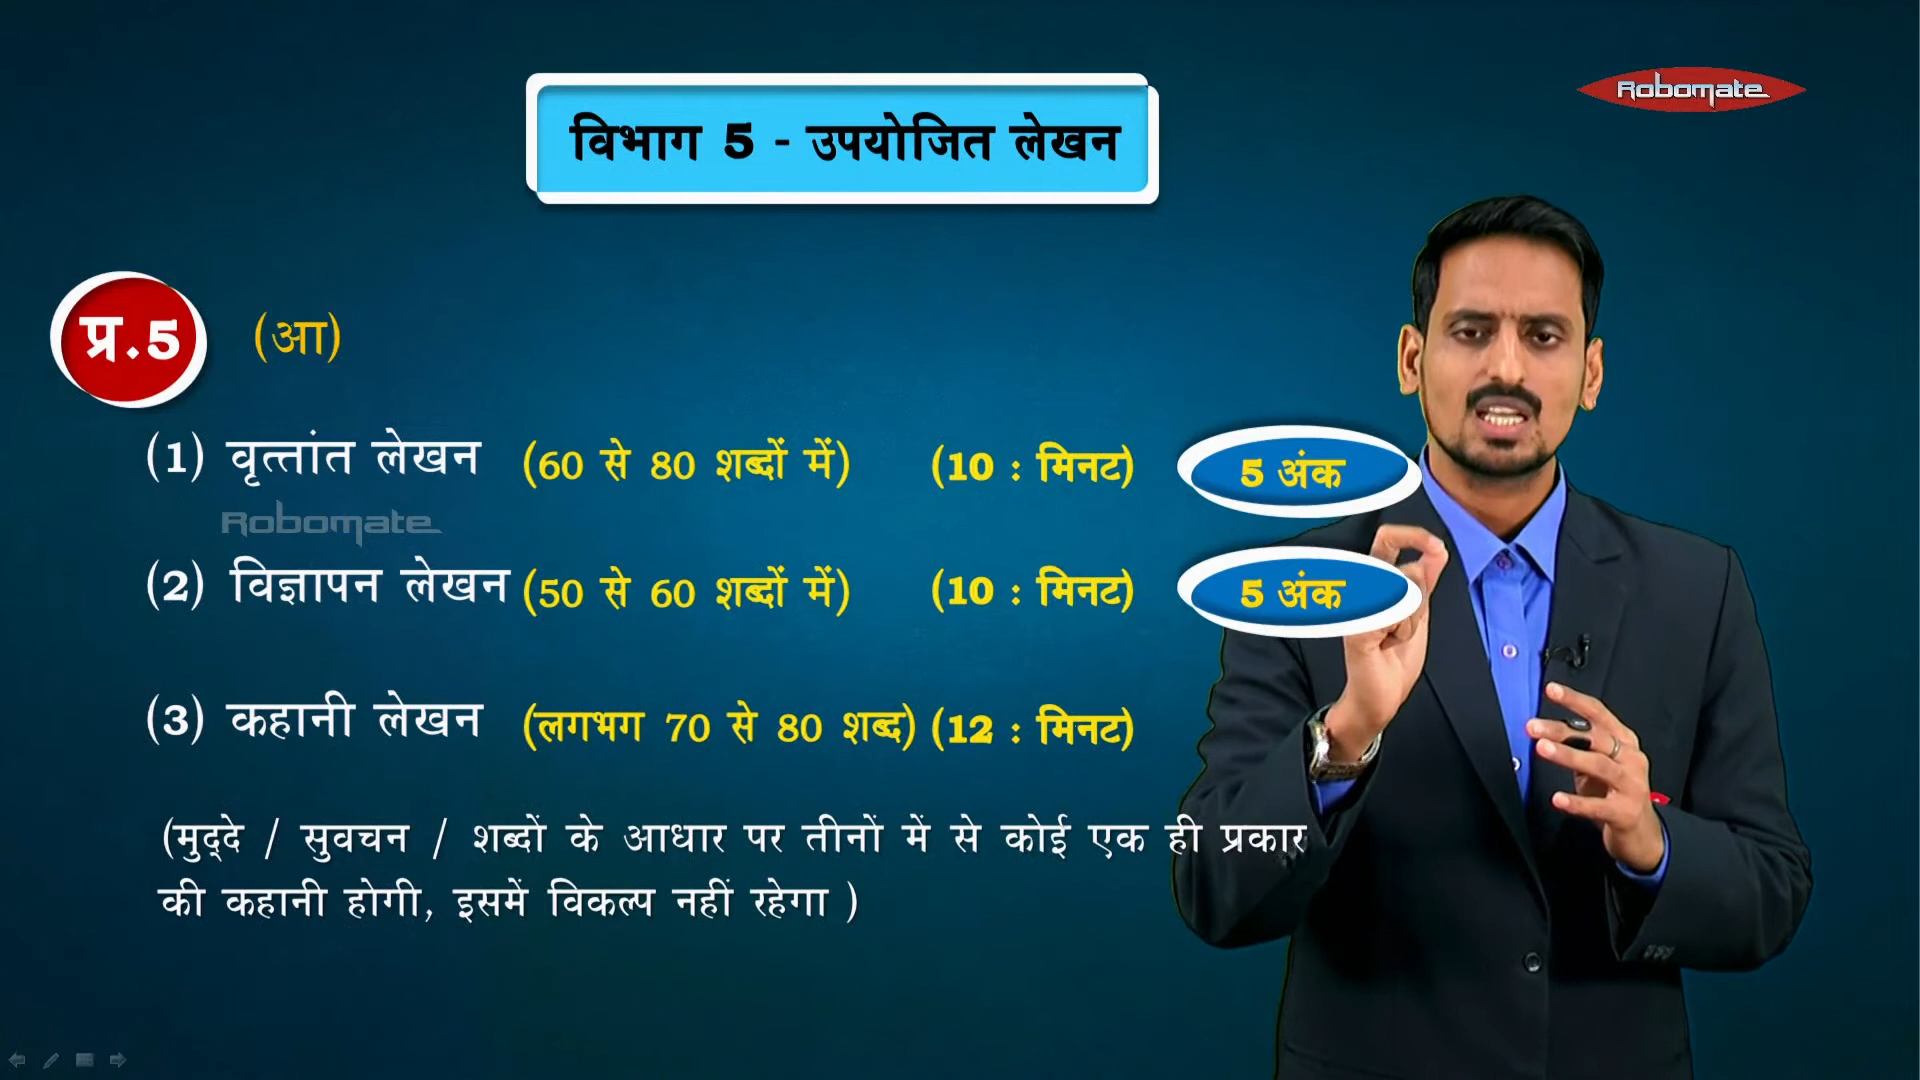 Robomate
विभाग 5 - उपयोजित लेखन
प्र.5 (आ)
(1) वृत्तांत लेखन (60 से 80 शब्दों में) (10 : मिनट) 5 अंक
Robomate
(2) विज्ञापन लेखन (50 से 60 शब्दों में) (10 : मिनट) 5 अंक
(3) कहानी लेखन (लगभग 70 से 80 शब्द) (12 : मिनट)
(मुद्‌दे / सुवचन / शब्दों के आधार पर तीनों में से कोई एक ही प्रकार
की कहानी होगी, इसमें विकल्प नहीं रहेगा )